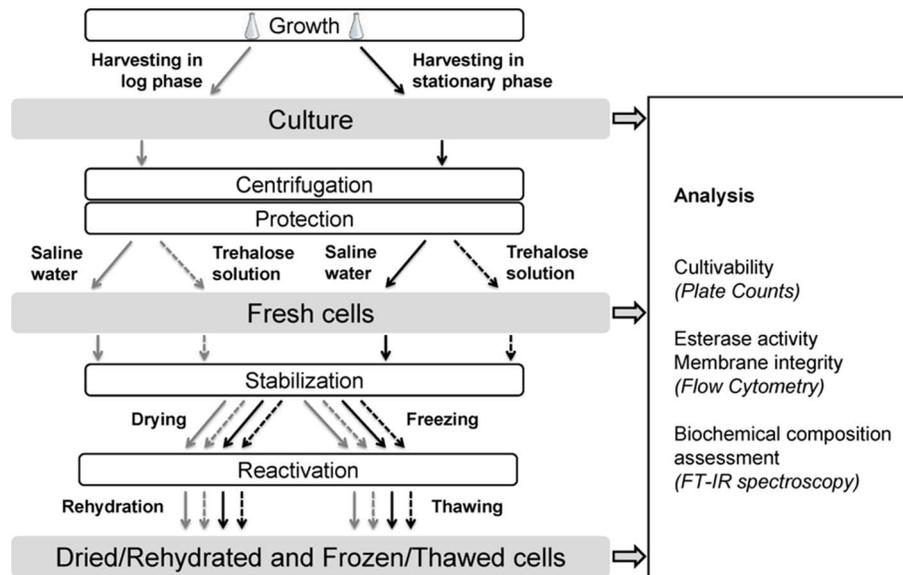 Growth
Harvesting in
log phase
Harvesting in
stationary phase
Culture
Centrifugation
Protection
Saline
water
Trehalose
solution
Saline
water
Trehalose
solution
Fresh cells
Stabilization
Drying
Freezing
Reactivation
Rehydration
Thawing
Dried/Rehydrated and Frozen/Thawed cells
Analysis
Cultivability
(Plate Counts)
Esterase activity
Membrane integrity
(Flow Cytometry)
Biochemical composition
assessment
(FT-IR spectroscopy)